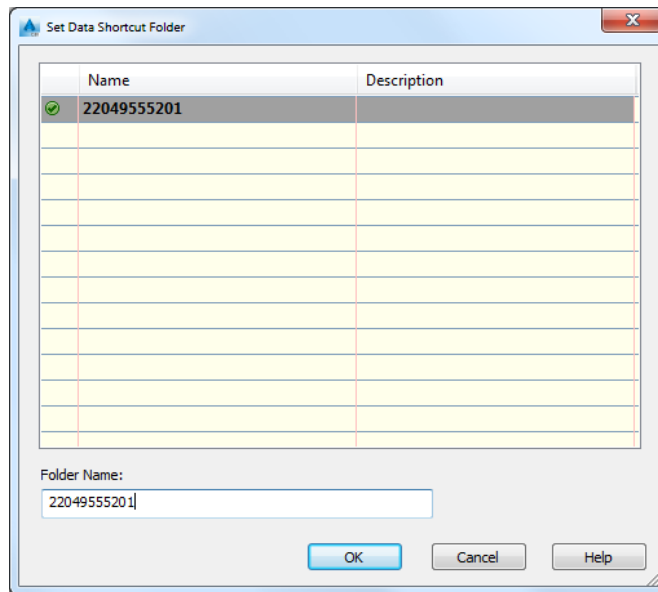 Set Data Shortcut Folder
Name Description
22049555201
Folder Name:
22049555201
OK Cancel Help